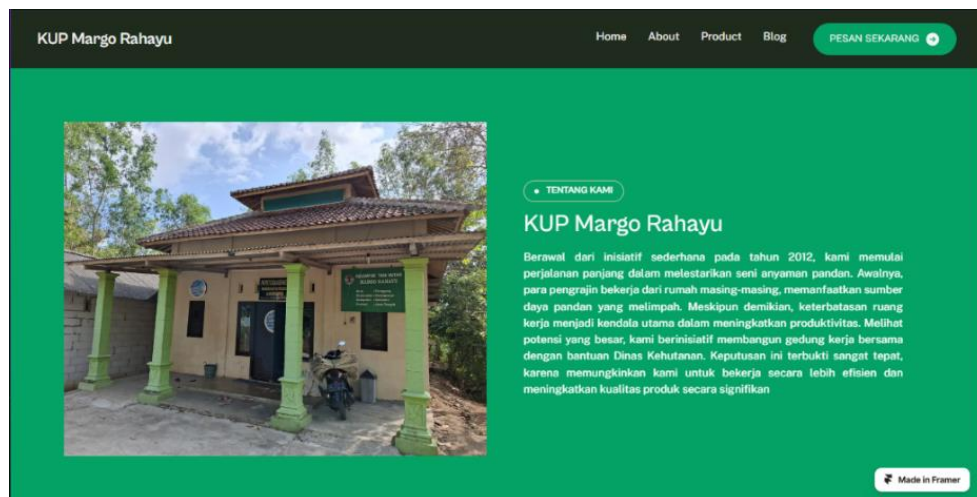 KUP Margo Rahayu
Home About Product Blog PESAN SEKARANG
TENTANG KAMI
KUP Margo Rahayu
Berawal dari inisiatif sederhana pada tahun 2012, kami memulai
perjalanan panjang dalam melestarikan seni anyaman pandan. Awalnya,
para pengrajin bekerja dari rumah masing-masing, memanfaatkan sumber
daya pandan yang melimpah. Meskipun demikian, keterbatasan ruang
kerja menjadi kendala utama dalam meningkatkan produktivitas. Melihat
potensi yang besar, kami berinisiatif membangun gedung kerja bersama
dengan bantuan Dinas Kehutanan. Keputusan ini terbukti sangat tepat,
karena memungkinkan kami untuk bekerja secara lebih efisien dan
meningkatkan kualitas produk secara signifikan
Made in Framer